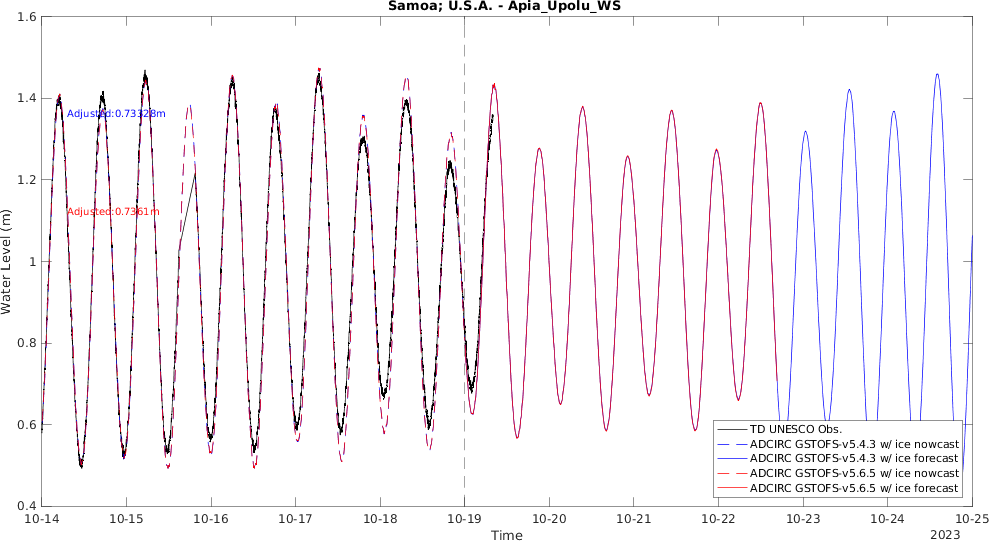 Samoa; U.S.A. - Apia_Upolu_WS
1.6
1.4
1.2
1
0.8
0.6
0.4
Water Level (m)
Adjusted:0.73328m
Adjusted:0.7361m
TD UNESCO Obs.
ADCIRC GSTOFS-v5.4.3 w/ ice nowcast
ADCIRC GSTOFS-v5.4.3 w/ ice forecast
ADCIRC GSTOFS-v5.6.5 w/ ice nowcast
ADCIRC GSTOFS-v5.6.5 w/ ice forecast
10-14 10-15 10-16 10-17 10-18 10-19 10-20 10-21 10-22 10-23 10-24 10-25
Time
2023